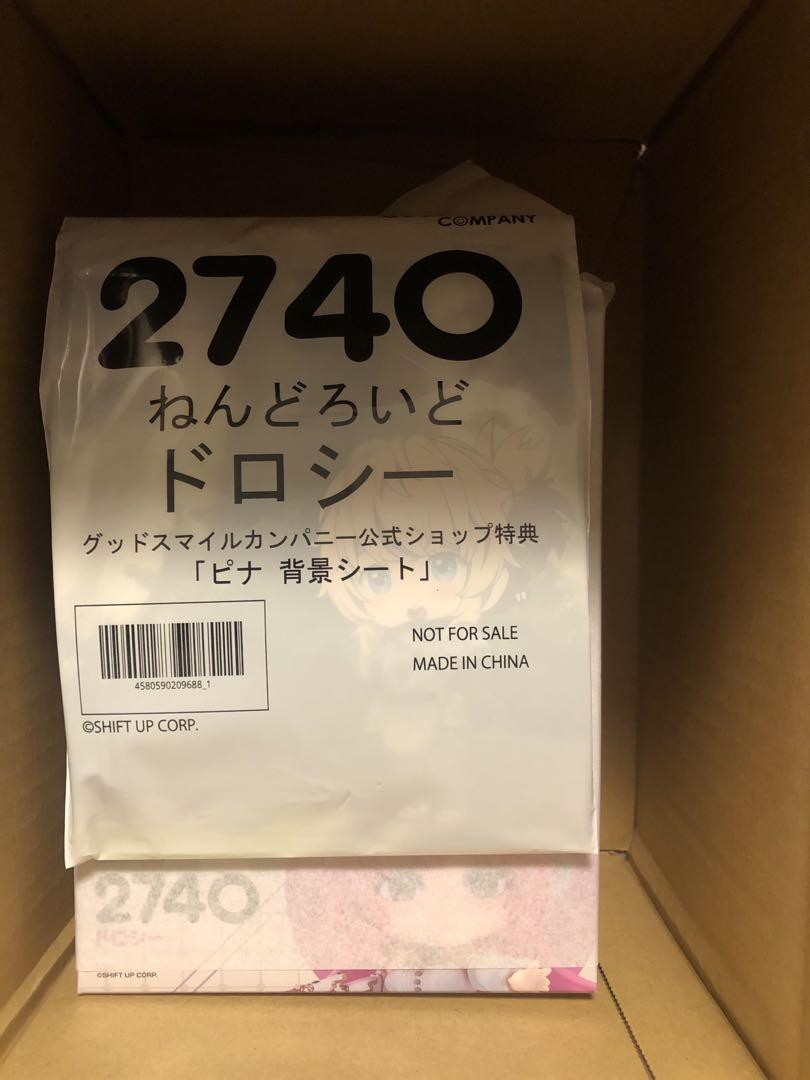 COMPANY
2740
ねんどろいど
ドロシー
グッドスマイルカンパニー公式ショップ特典
「ピナ 背景シート」
NOT FOR SALE
MADE IN CHINA
4580590209688_1
©SHIFT UP CORP.
2740
ドロシー
©SHIFT UP CORP.